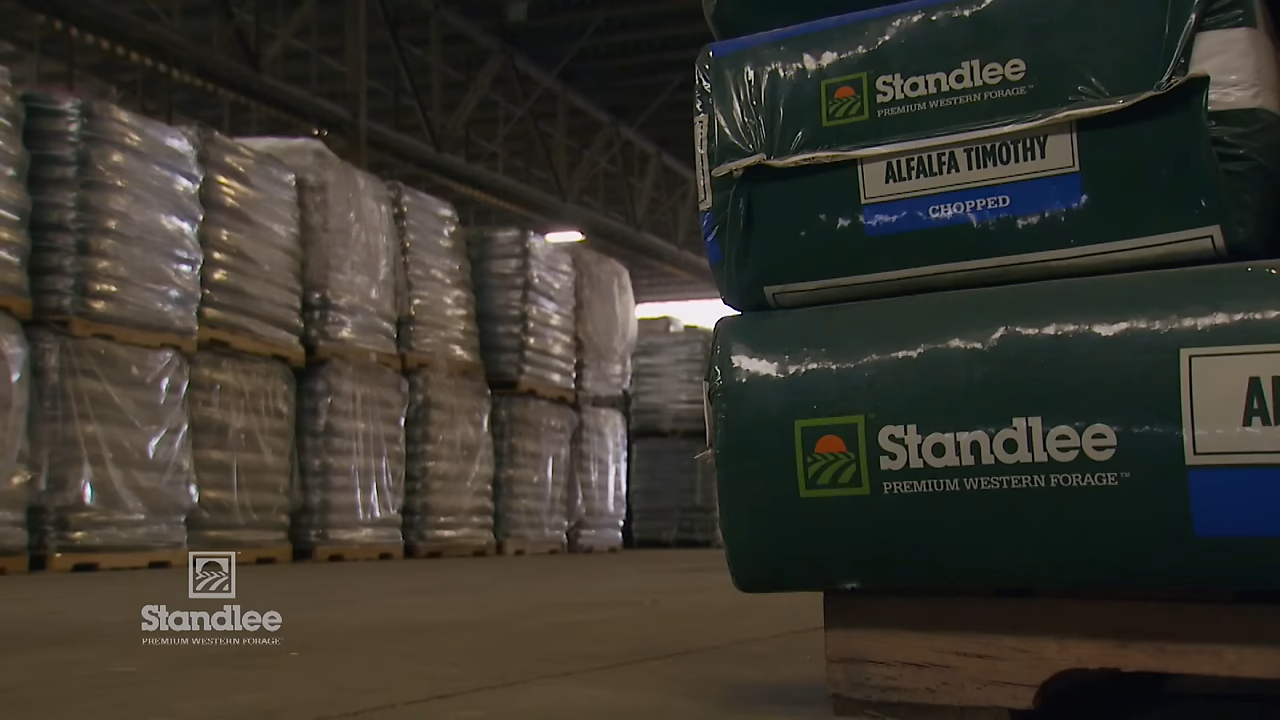 Standlee
PREMIUM WESTERN FORAGE™
ALFALFA TIMOTHY
CHOPPED
Standlee
PREMIUM WESTERN FORAGE™
Standlee
PREMIUM WESTERN FORAGE